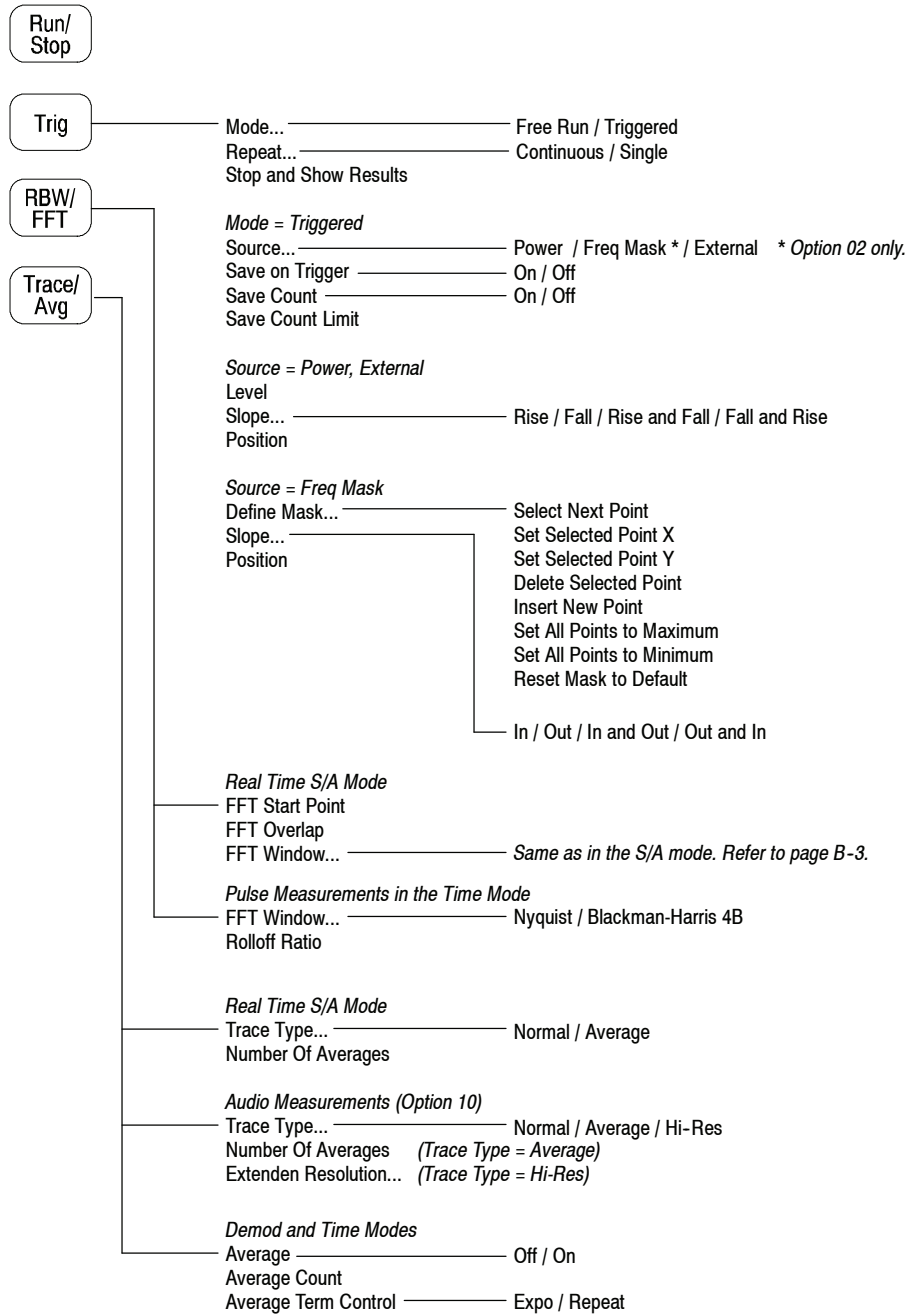 Run/
Stop
Trig
Mode... Free Run / Triggered
Repeat... Continuous / Single
Stop and Show Results
RBW/
FFT
Mode = Triggered
Source... Power / Freq Mask * / External * Option 02 only.
Save on Trigger On / Off
Save Count On / Off
Save Count Limit
Trace/
Avg
Source = Power, External
Level
Slope... Rise / Fall / Rise and Fall / Fall and Rise
Position
Source = Freq Mask
Define Mask... Select Next Point
Slope... Set Selected Point X
Position Set Selected Point Y
Delete Selected Point
Insert New Point
Set All Points to Maximum
Set All Points to Minimum
Reset Mask to Default
In / Out / In and Out / Out and In
Real Time S/A Mode
FFT Start Point
FFT Overlap
FFT Window... Same as in the S/A mode. Refer to page B-3.
Pulse Measurements in the Time Mode
FFT Window... Nyquist / Blackman-Harris 4B
Rolloff Ratio
Real Time S/A Mode
Trace Type... Normal / Average
Number Of Averages
Audio Measurements (Option 10)
Trace Type... Normal / Average / Hi-Res
Number Of Averages (Trace Type = Average)
Extenden Resolution... (Trace Type = Hi-Res)
Demod and Time Modes
Average Off / On
Average Count
Average Term Control Expo / Repeat